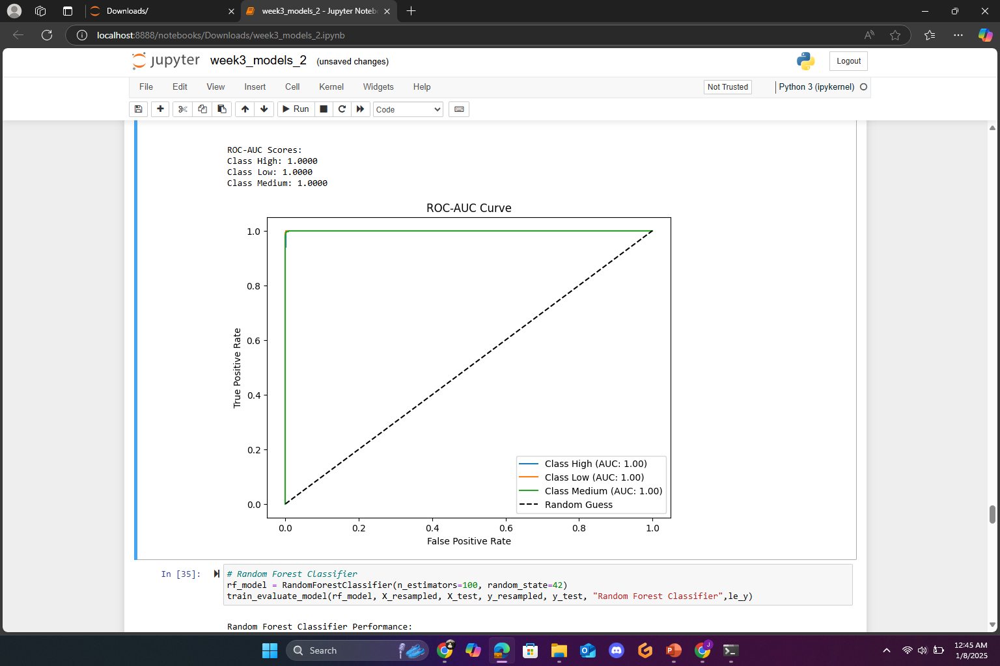 Downloads/
week3_models_2 - Jupyter Noteb
localhost:8888/notebooks/Downloads/week3_models_2.ipynb
jupyter week3_models_2 (unsaved changes)
Logout
File Edit View Insert Cell Kernel Widgets Help
Not Trusted
Python 3 (ipykernel)
Run
Code
ROC-AUC Scores:
Class High: 1.0000
Class Low: 1.0000
Class Medium: 1.0000
ROC-AUC Curve
1.0
0.8
0.6
0.4
0.2
0.0
True Positive Rate
Class High (AUC: 1.00)
Class Low (AUC: 1.00)
Class Medium (AUC: 1.00)
Random Guess
0.0 0.2 0.4 0.6 0.8 1.0
False Positive Rate
In [35]:
# Random Forest Classifier
rf_model = RandomForestClassifier(n_estimators=100, random_state=42)
train_evaluate_model(rf_model, X_resampled, X_test, y_resampled, y_test, "Random Forest Classifier",le_y)
Random Forest Classifier Performance:
Search
12:45 AM
1/8/2025